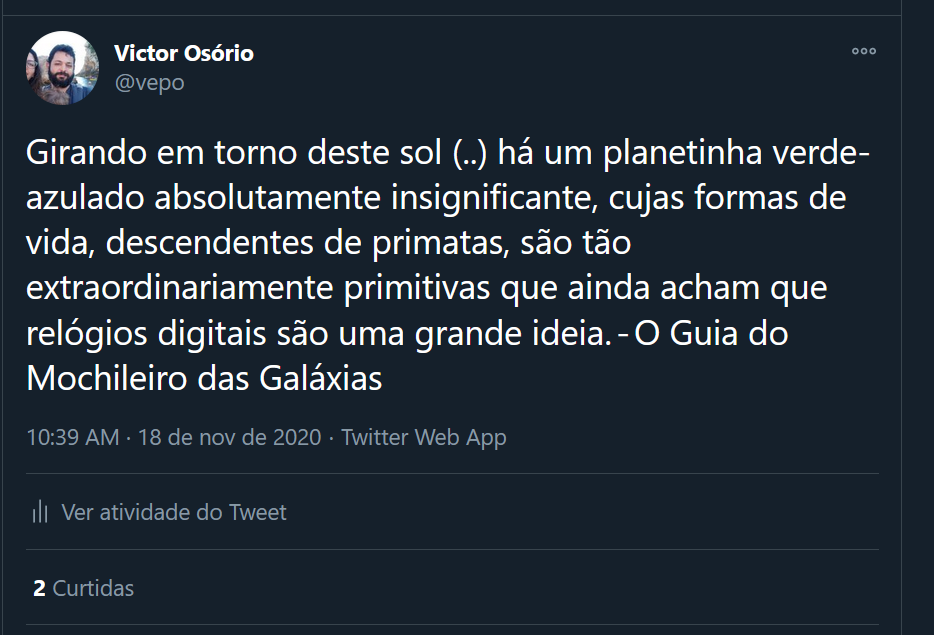 Victor Osório
@vepo
Girando em torno deste sol (..) há um planetinha verde-
azulado absolutamente insignificante, cujas formas de
vida, descendentes de primatas, são tão
extraordinariamente primitivas que ainda acham que
relógios digitais são uma grande ideia. - O Guia do
Mochileiro das Galáxias
10:39 AM · 18 de nov de 2020 · Twitter Web App
Ver atividade do Tweet
2 Curtidas